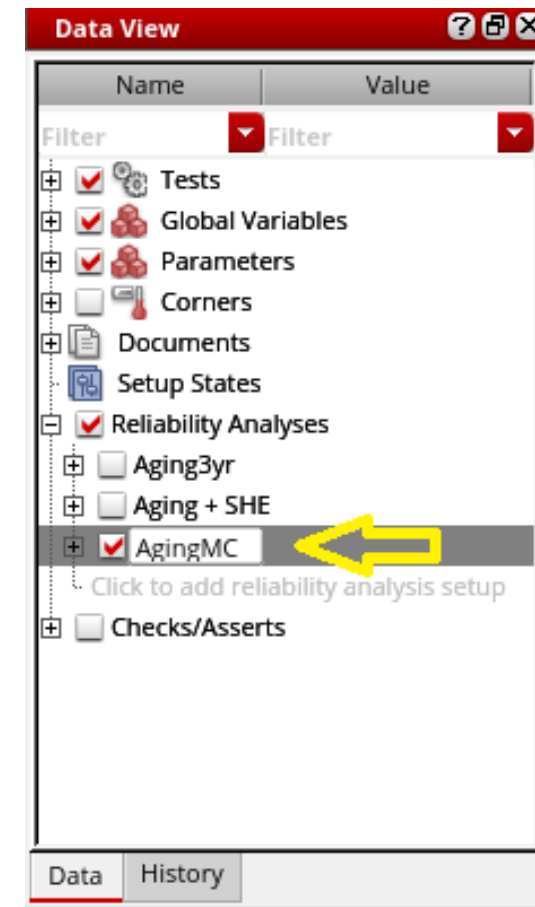 Data View
Name Value
Filter Filter
Tests
Global Variables
Parameters
Corners
Documents
Setup States
Reliability Analyses
Aging3yr
Aging + SHE
AgingMC
Click to add reliability analysis setup
Checks/Asserts
Data History